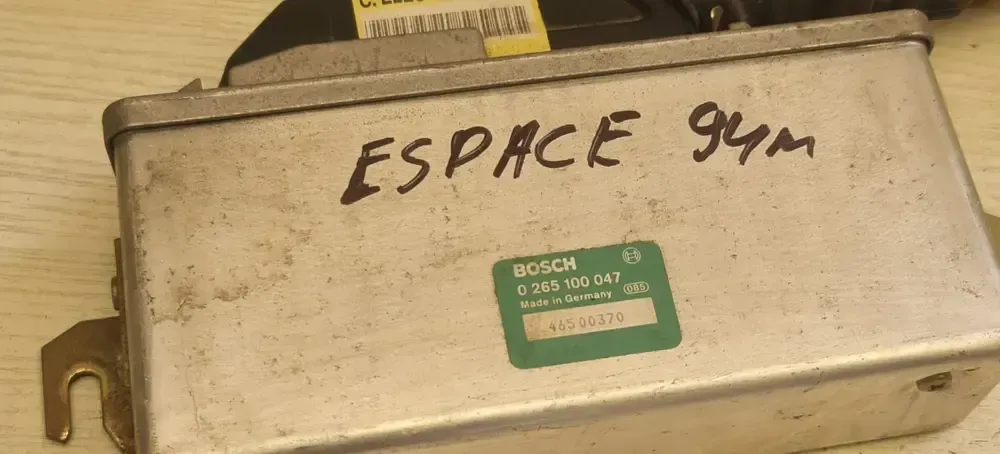 ESPACE 94m
BOSCH
0 265 100 047
Made in Germany 085
46500370